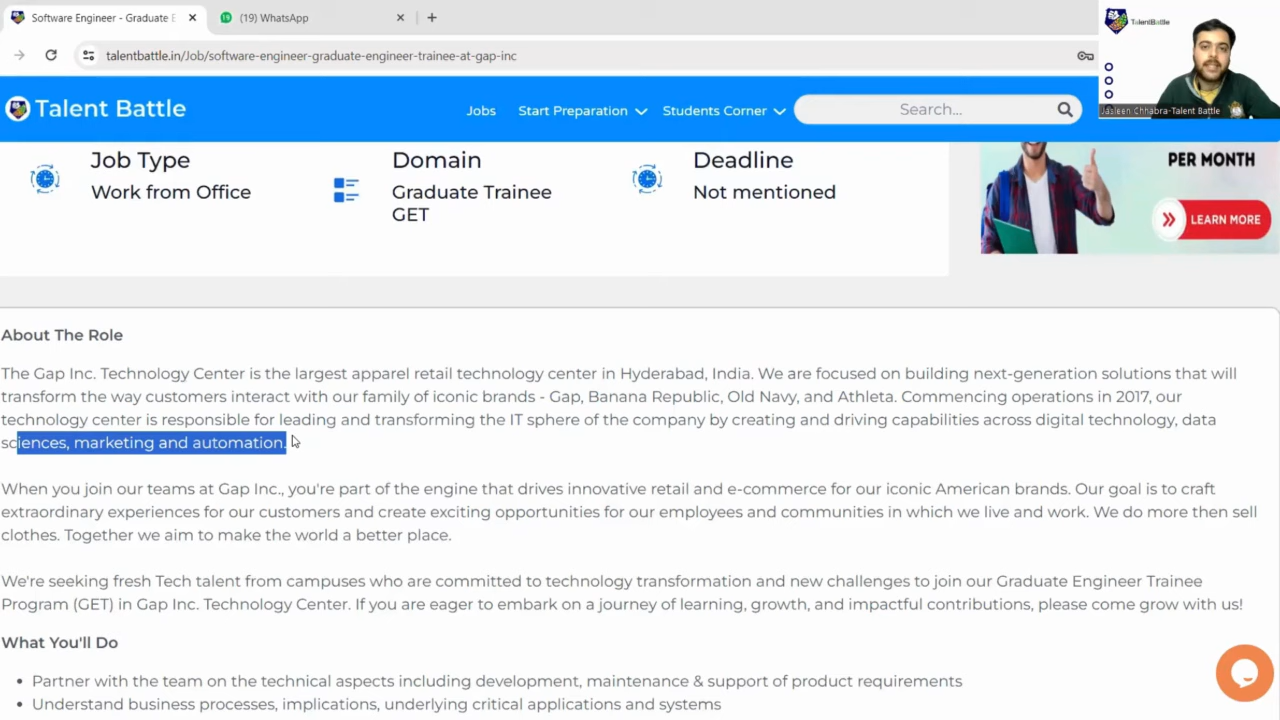 Software Engineer - Graduate E
(19) WhatsApp
talentbattle.in/Job/software-engineer-graduate-engineer-trainee-at-gap-inc
TalentBattle
Jasleen Chhabra-Talent Battle
Talent Battle
Jobs
Start Preparation
Students Corner
Search...
Job Type
Work from Office
Domain
Graduate Trainee
GET
Deadline
Not mentioned
PER MONTH
LEARN MORE
About The Role
The Gap Inc. Technology Center is the largest apparel retail technology center in Hyderabad, India. We are focused on building next-generation solutions that will
transform the way customers interact with our family of iconic brands - Gap, Banana Republic, Old Navy, and Athleta. Commencing operations in 2017, our
technology center is responsible for leading and transforming the IT sphere of the company by creating and driving capabilities across digital technology, data
sciences, marketing and automation.
When you join our teams at Gap Inc., you're part of the engine that drives innovative retail and e-commerce for our iconic American brands. Our goal is to craft
extraordinary experiences for our customers and create exciting opportunities for our employees and communities in which we live and work. We do more then sell
clothes. Together we aim to make the world a better place.
We're seeking fresh Tech talent from campuses who are committed to technology transformation and new challenges to join our Graduate Engineer Trainee
Program (GET) in Gap Inc. Technology Center. If you are eager to embark on a journey of learning, growth, and impactful contributions, please come grow with us!
What You'll Do
• Partner with the team on the technical aspects including development, maintenance & support of product requirements
• Understand business processes, implications, underlying critical applications and systems